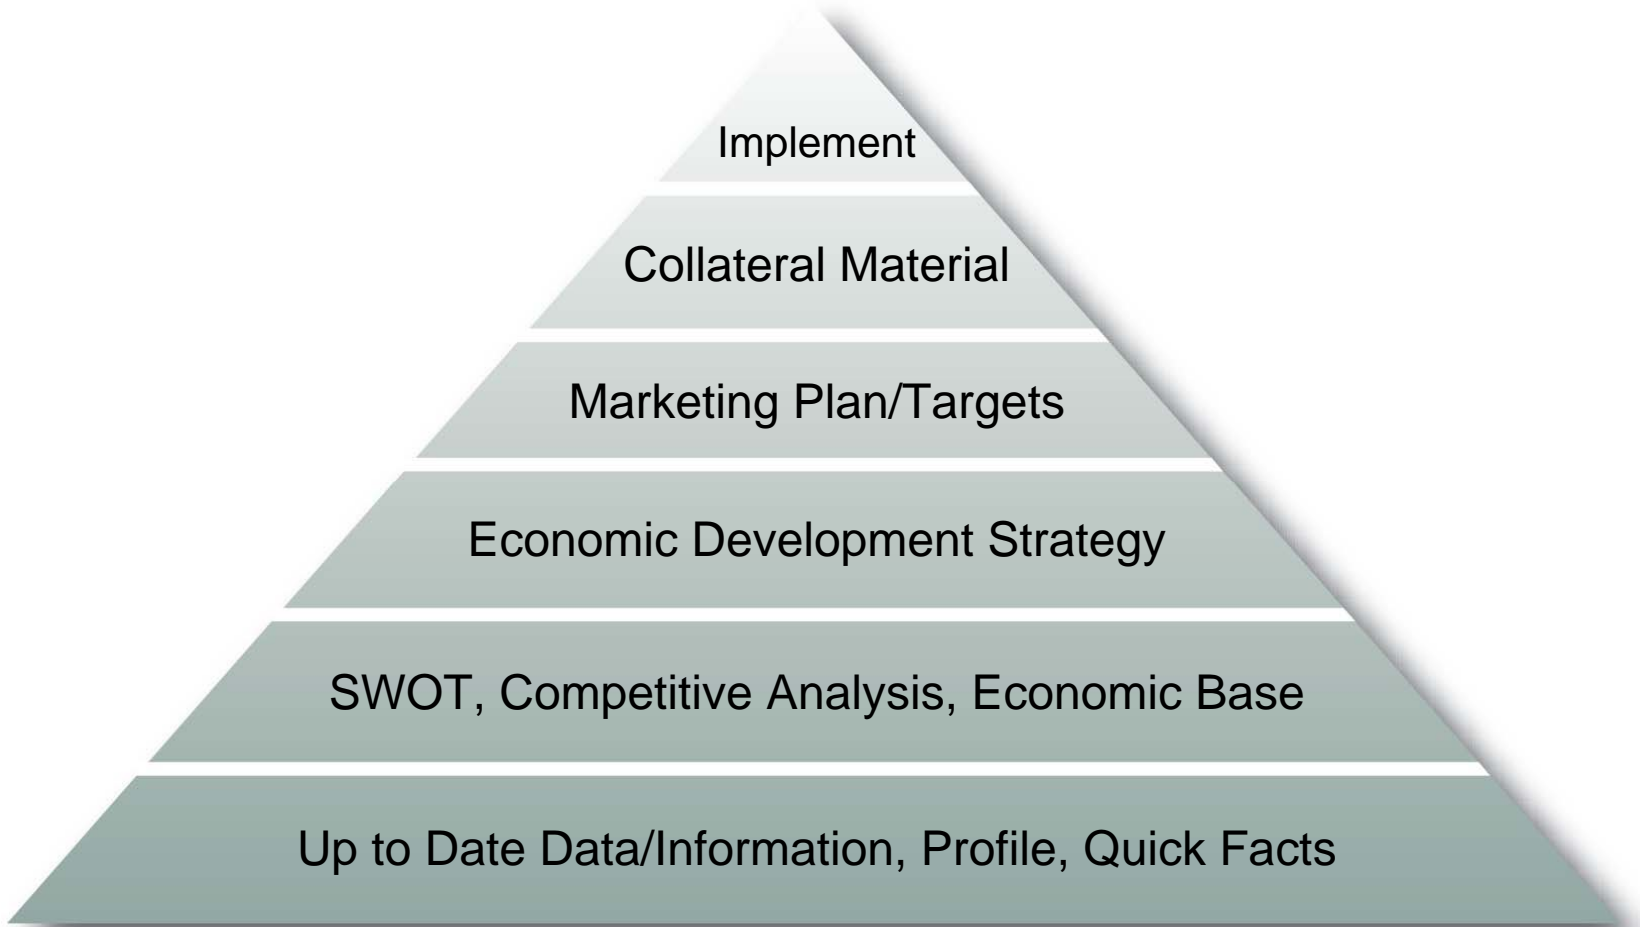 Implement
Collateral Material
Marketing Plan/Targets
Economic Development Strategy
SWOT, Competitive Analysis, Economic Base
Up to Date Data/Information, Profile, Quick Facts